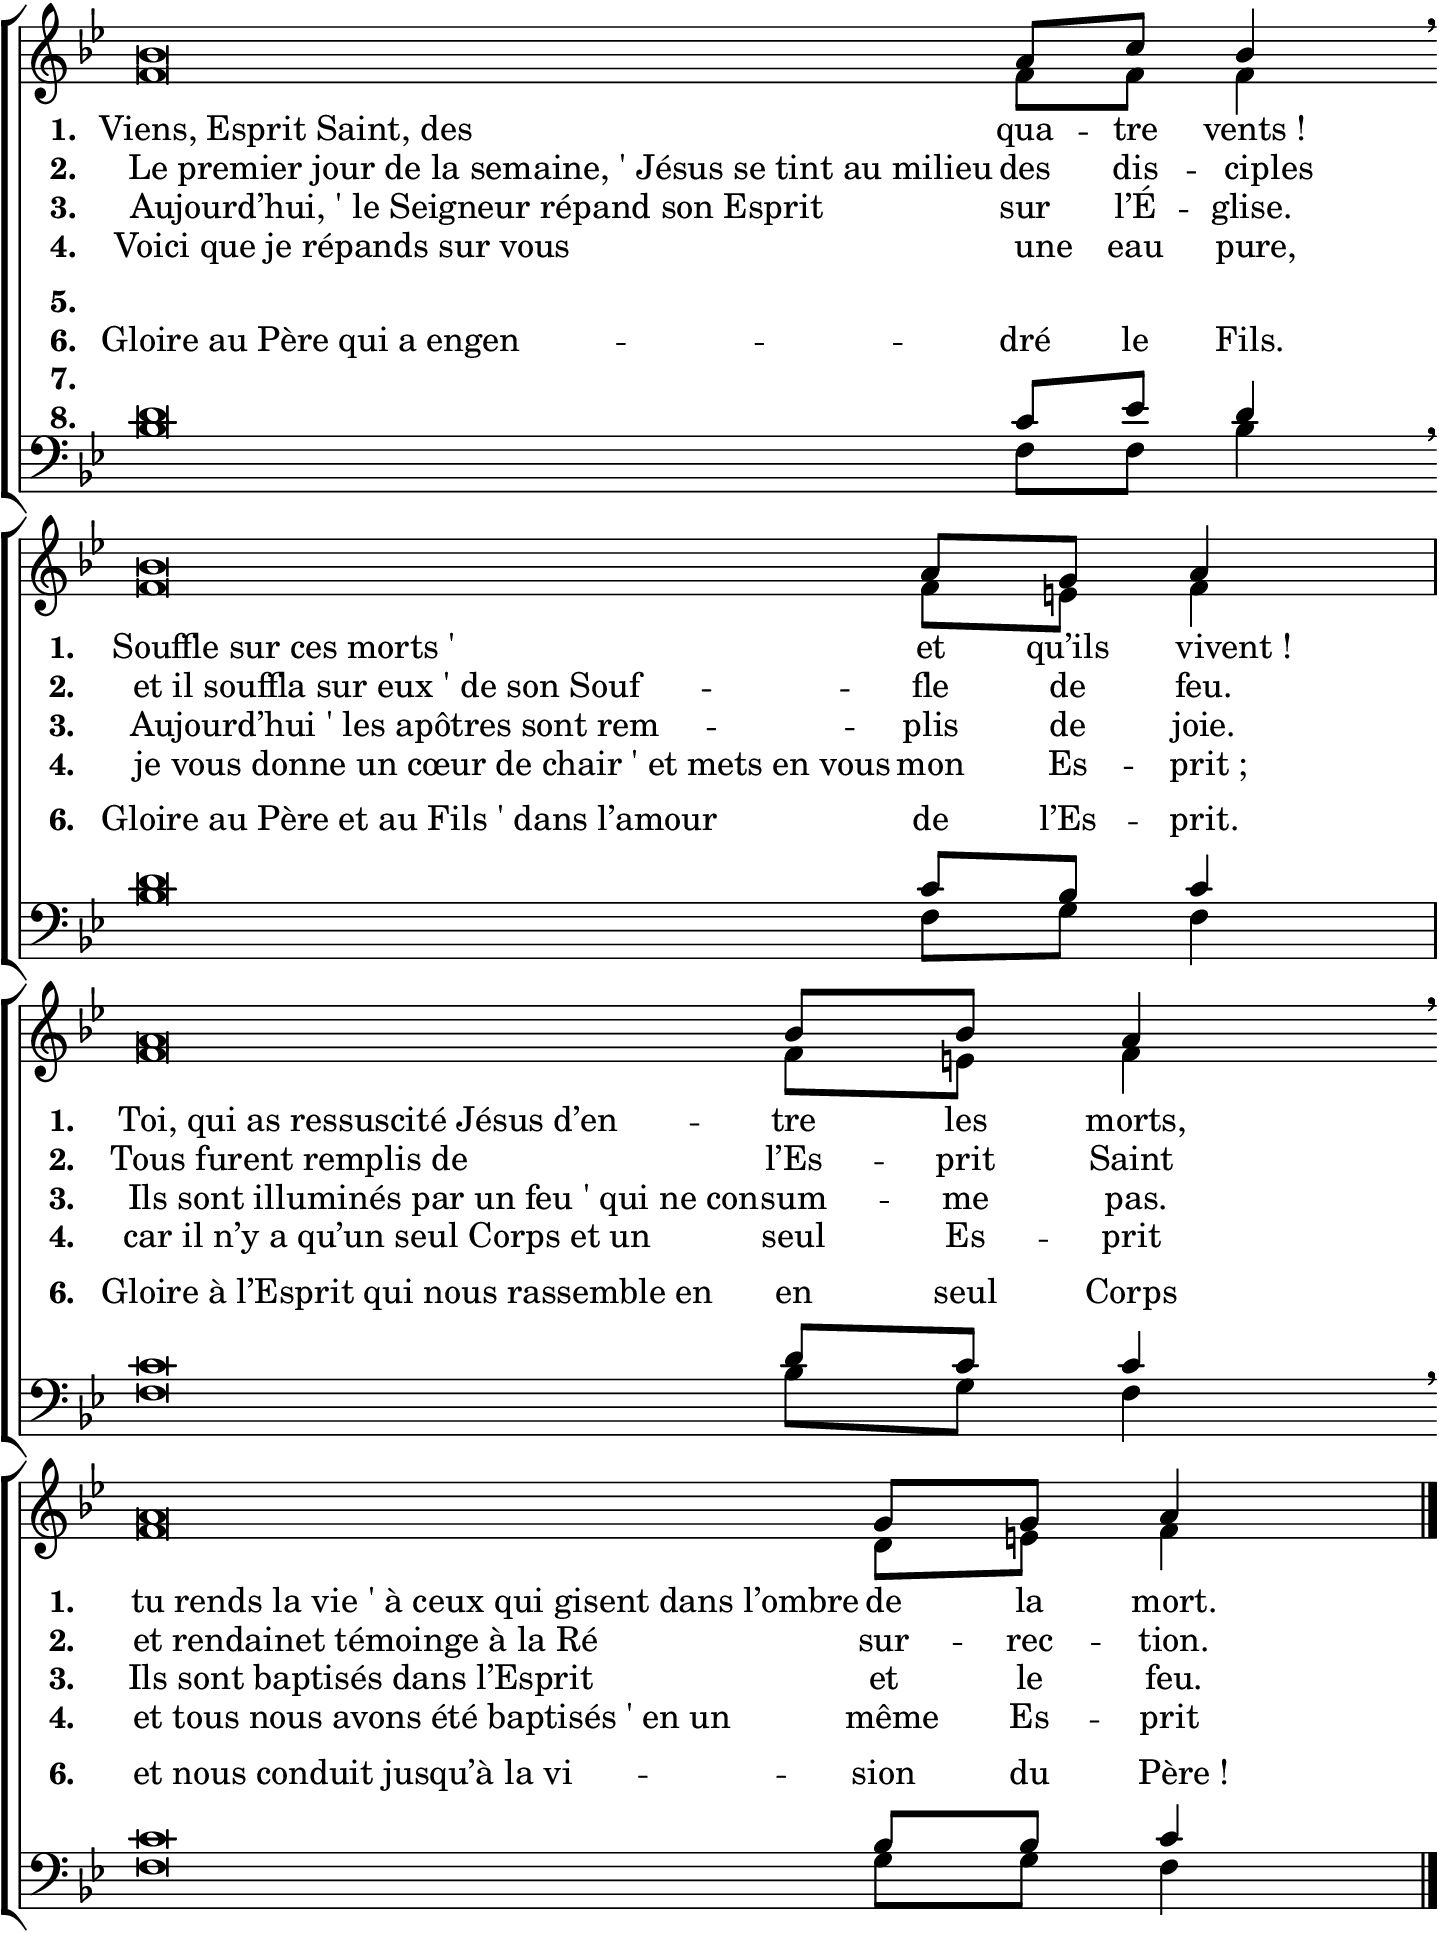 1. Viens, Esprit Saint, des qua -- tre vents !
2. Le premier jour de la semaine, ' Jésus se tint au milieu des dis -- ciples
3. Aujourd’hui, ' le Seigneur répand son Esprit sur l’É -- glise.
4. Voici que je répands sur vous une eau pure,
5.
6. Gloire au Père qui a engen -- -- -- dré le Fils.
7.
8.
1. Souffle sur ces morts ' et qu’ils vivent !
2. et il souffla sur eux ' de son Souf -- -- fle de feu.
3. Aujourd’hui ' les apôtres sont rem -- -- plis de joie.
4. je vous donne un cœur de chair ' et mets en vous mon Es -- prit ;
6. Gloire au Père et au Fils ' dans l’amour de l’Es -- prit.
1. Toi, qui as ressuscité Jésus d’en -- tre les morts,
2. Tous furent remplis de l’Es -- prit Saint
3. Ils sont illuminés par un feu ' qui ne consum -- me pas.
4. car il n’y a qu’un seul Corps et un seul Es -- prit
6. Gloire à l’Esprit qui nous rassemble en en seul Corps
1. tu rends la vie ' à ceux qui gisent dans l’ombre de la mort.
2. et rendainet témoinge à la Ré sur -- rec -- tion.
3. Ils sont baptisés dans l’Esprit et le feu.
4. et tous nous avons été baptisés ' en un même Es -- prit
6. et nous conduit jusqu’à la vi -- -- sion du Père !